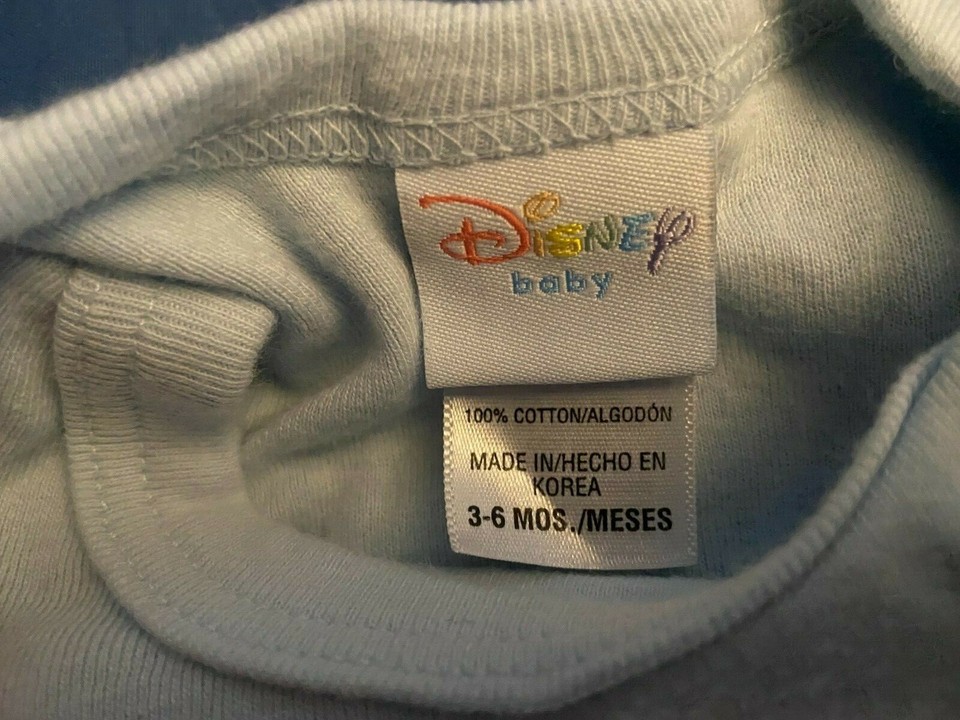 Disney
baby
100% COTTON/ALGODÓN
MADE IN/HECHO EN
KOREA
3-6 MOS./MESES